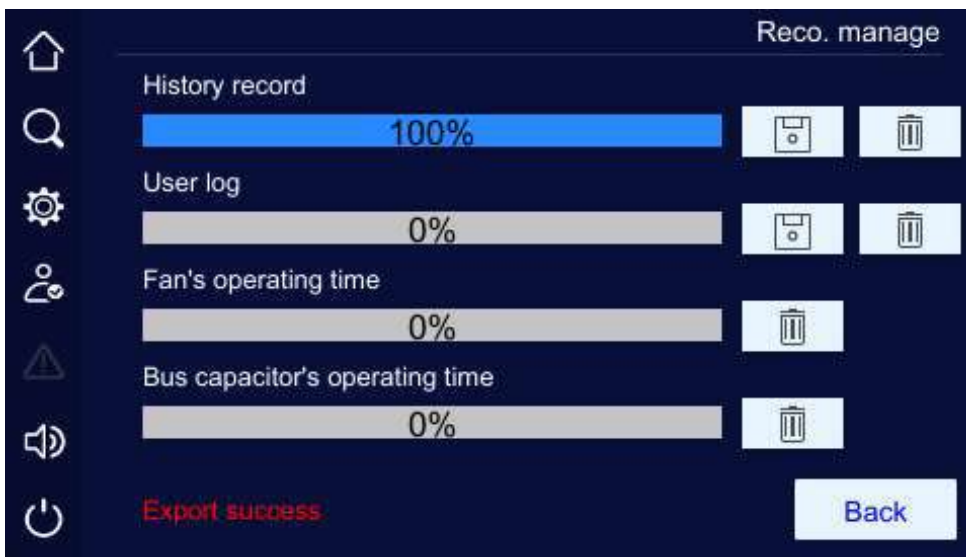 Reco. manage
History record
100%
User log
0%
Fan's operating time
0%
Bus capacitor's operating time
0%
Export success
Back